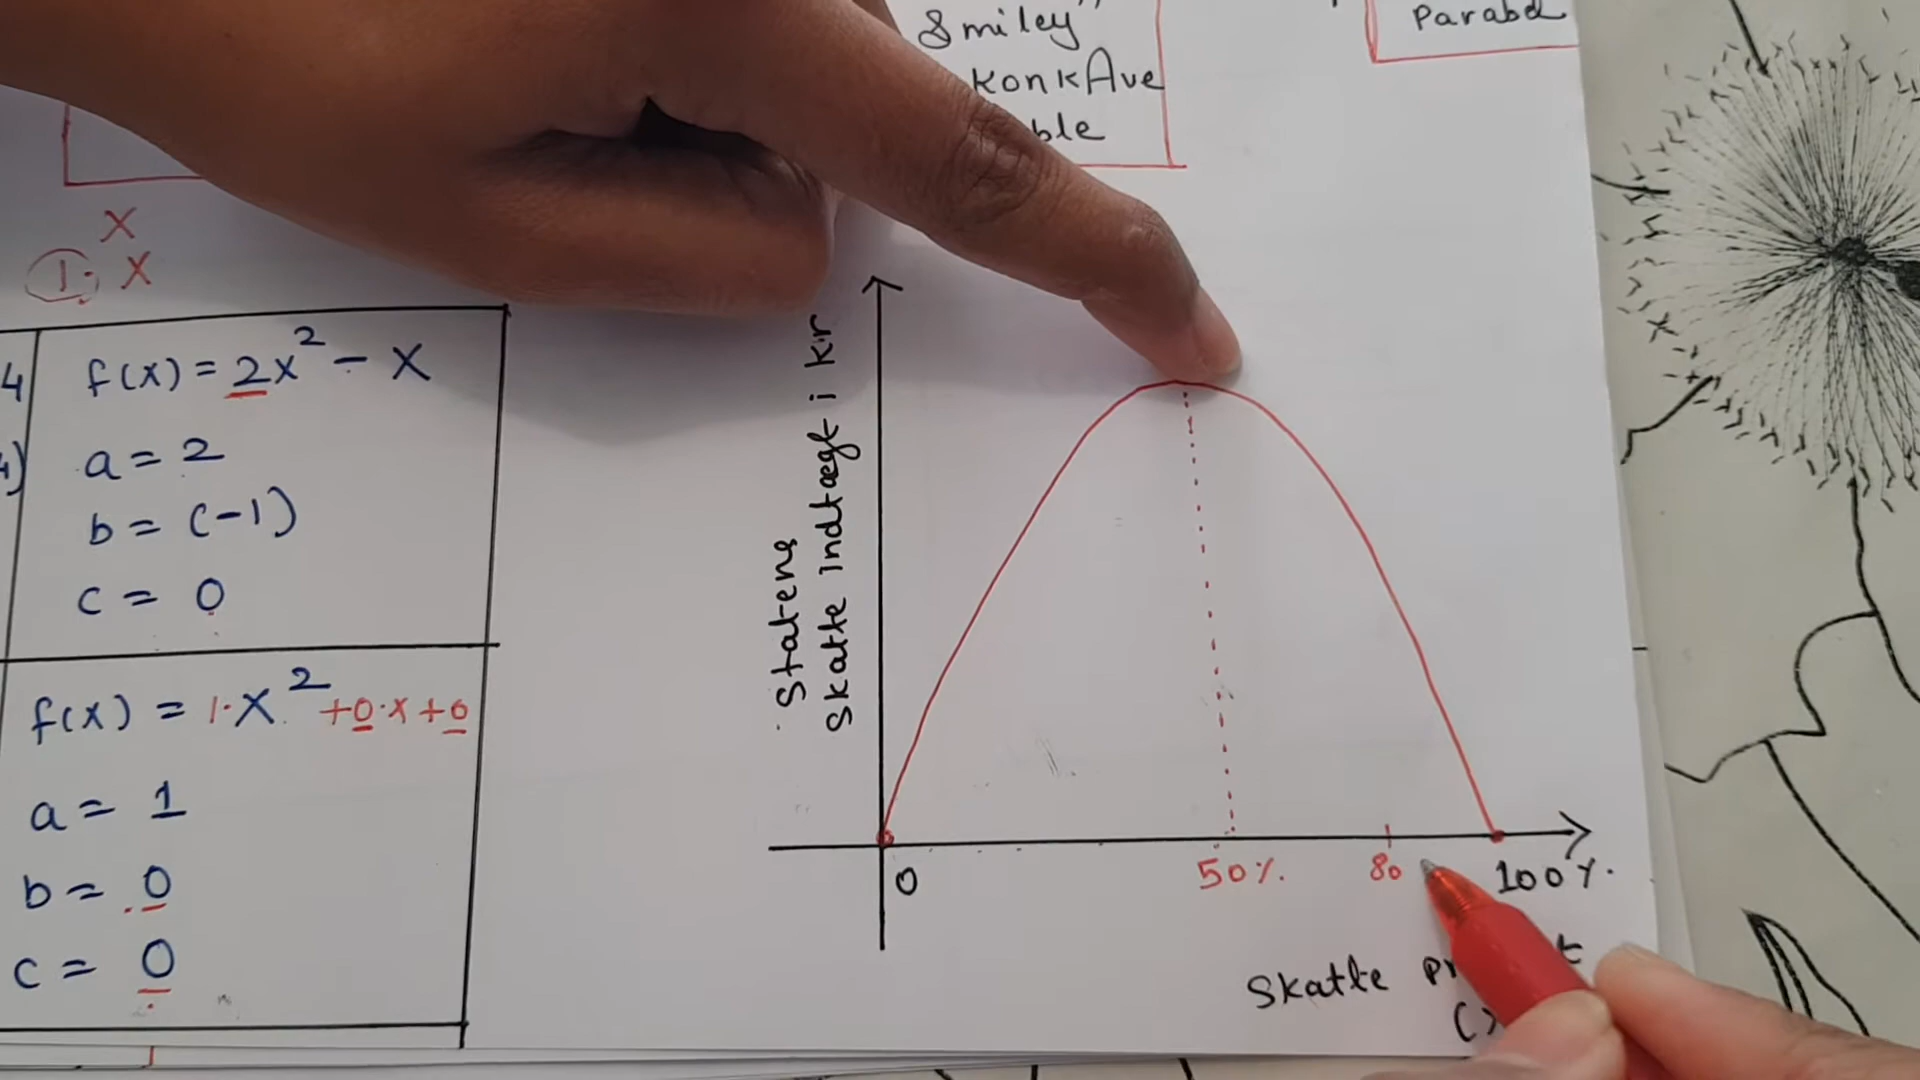 Smiley"
konkAve
Parabel
x
1. x
4
f(x) = 2x² - x
a = 2
b = (-1)
c = 0
f(x) = 1·x² +0·x+0
a = 1
b = 0
c = 0
Statens
Skatte indtægt i kr
0
50%.
80
100%.
Skatte